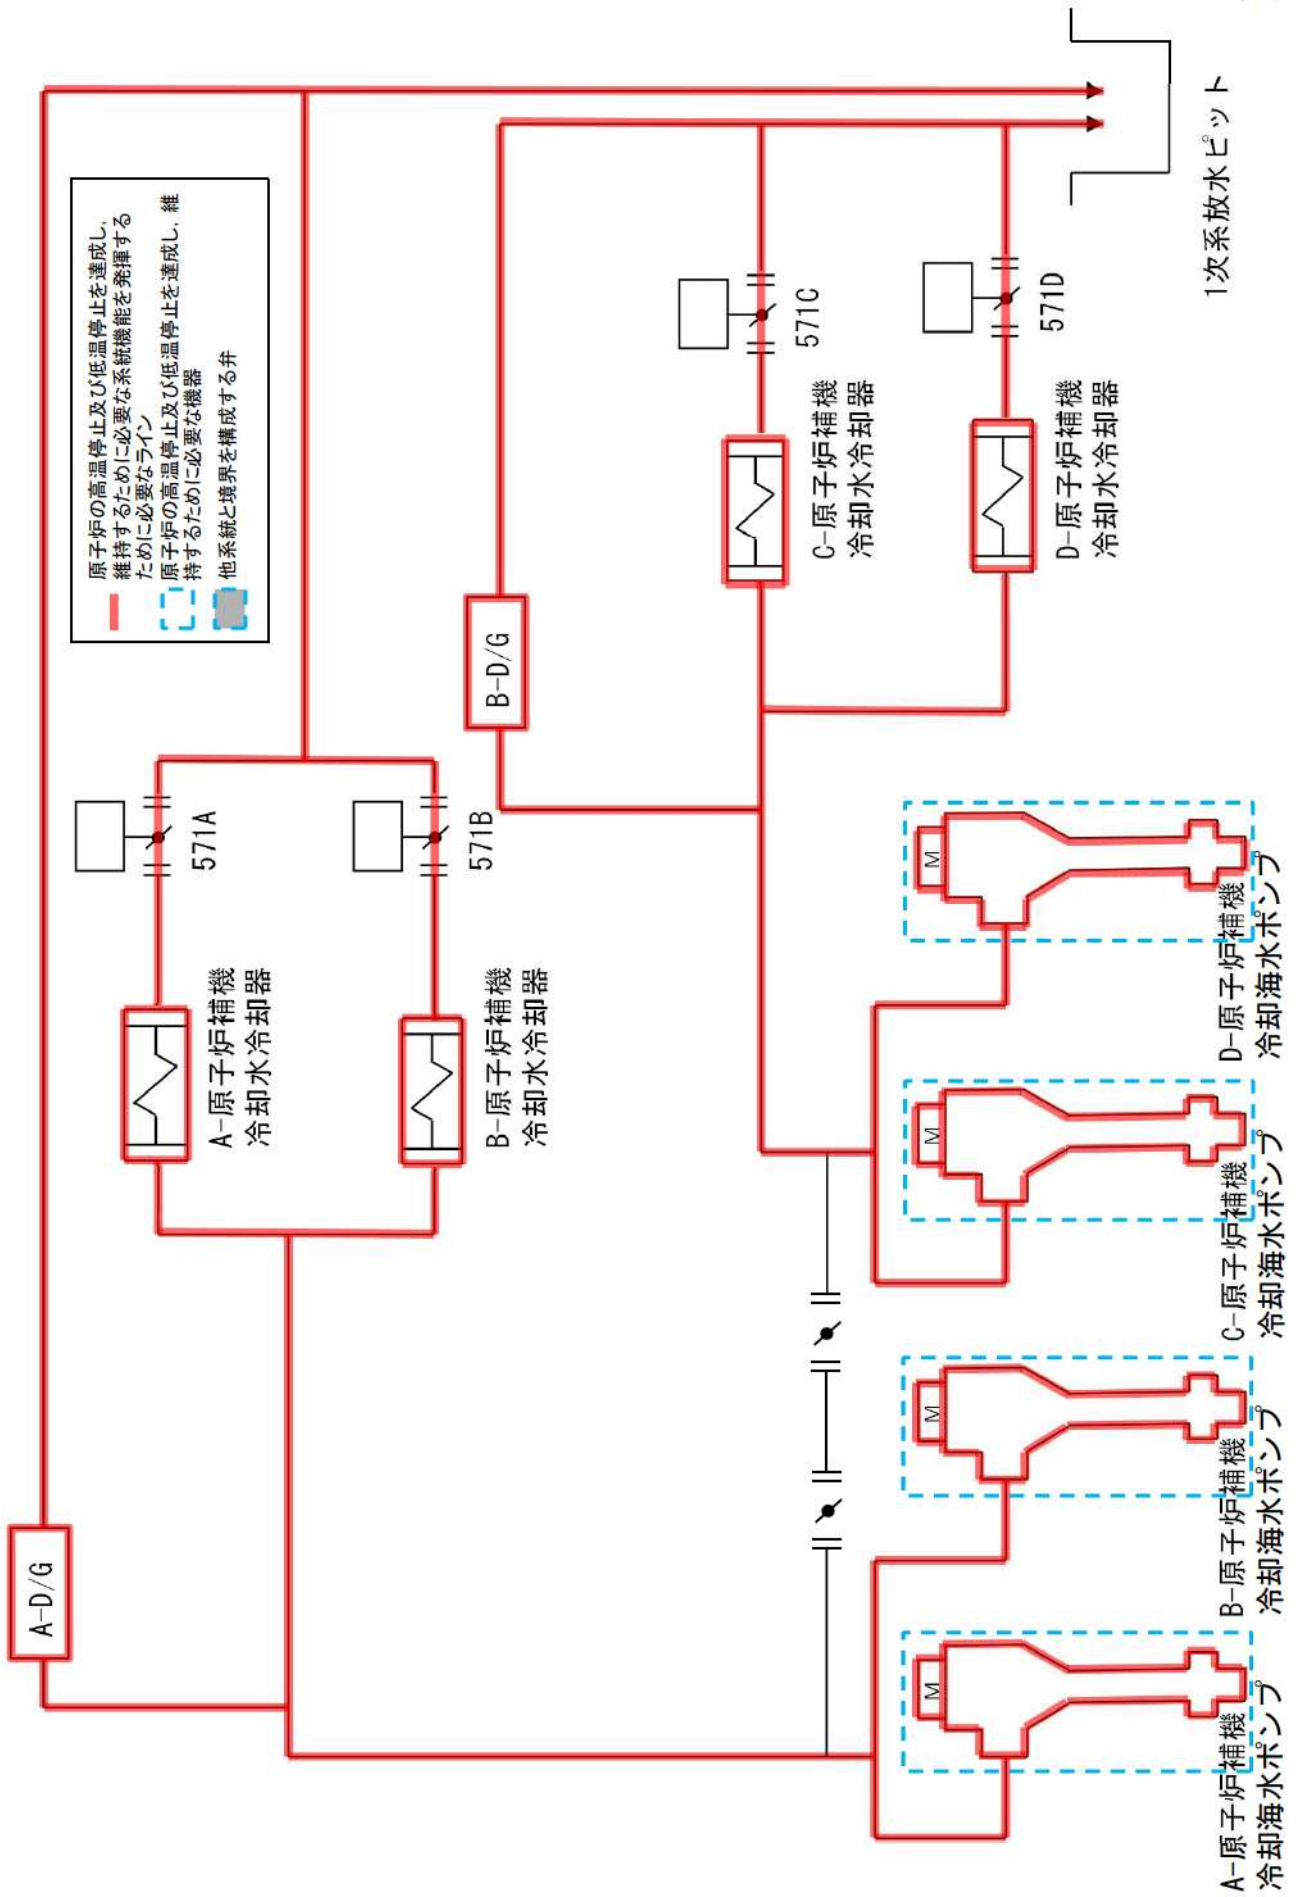 A-D/G
原子炉の高温停止及び低温停止を達成し,
維持するために必要な系統機能を発揮する
ために必要なライン
原子炉の高温停止及び低温停止を達成し, 維
持するために必要な機器
他系統と境界を構成する弁
571A
A-原子炉補機
冷却水冷却器
571B
B-原子炉補機
冷却水冷却器
B-D/G
571C
C-原子炉補機
冷却水冷却器
571D
D-原子炉補機
冷却水冷却器
M
M
M
M
A-原子炉補機
冷却海水ポンプ
B-原子炉補機
冷却海水ポンプ
C-原子炉補機
冷却海水ポンプ
D-原子炉補機
冷却海水ポンプ
1次系放水ピット